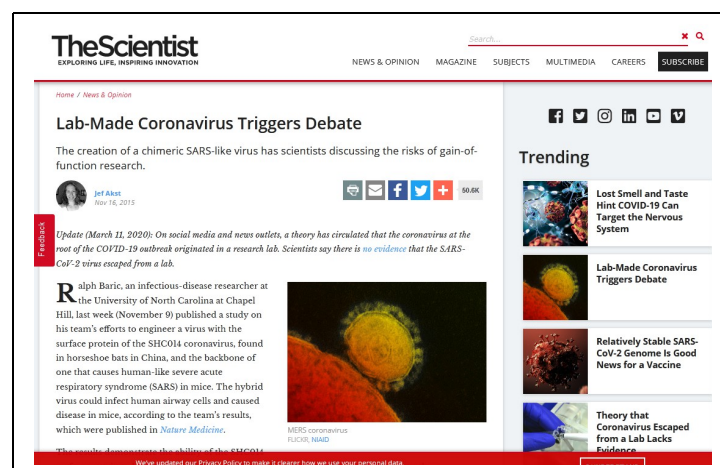 TheScientist
EXPLORING LIFE, INSPIRING INNOVATION
Search...
NEWS & OPINION MAGAZINE SUBJECTS MULTIMEDIA CAREERS SUBSCRIBE
Home / News & Opinion
Lab-Made Coronavirus Triggers Debate
The creation of a chimeric SARS-like virus has scientists discussing the risks of gain-of-
function research.
Jef Akst
Nov 16, 2015
50.6K
Feedback
Update (March 11, 2020): On social media and news outlets, a theory has circulated that the coronavirus at the
root of the COVID-19 outbreak originated in a research lab. Scientists say there is no evidence that the SARS-
CoV-2 virus escaped from a lab.
Ralph Baric, an infectious-disease researcher at
the University of North Carolina at Chapel
Hill, last week (November 9) published a study on
his team's efforts to engineer a virus with the
surface protein of the SHC014 coronavirus, found
in horseshoe bats in China, and the backbone of
one that causes human-like severe acute
respiratory syndrome (SARS) in mice. The hybrid
virus could infect human airway cells and caused
disease in mice, according to the team's results,
which were published in Nature Medicine.
The results demonstrate the ability of the SHC014
MERS coronavirus
FLICKR, NIAID
Trending
Lost Smell and Taste
Hint COVID-19 Can
Target the Nervous
System
Lab-Made Coronavirus
Triggers Debate
Relatively Stable SARS-
CoV-2 Genome Is Good
News for a Vaccine
Theory that
Coronavirus Escaped
from a Lab Lacks
Evidence
We've updated our Privacy Policy to make it clearer how we use your personal data.